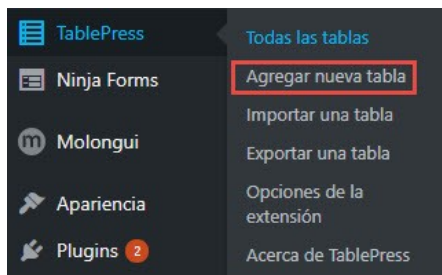 TablePress
Ninja Forms
Molongui
Apariencia
Plugins 2
Todas las tablas
Agregar nueva tabla
Importar una tabla
Exportar una tabla
Opciones de la
extensión
Acerca de TablePress